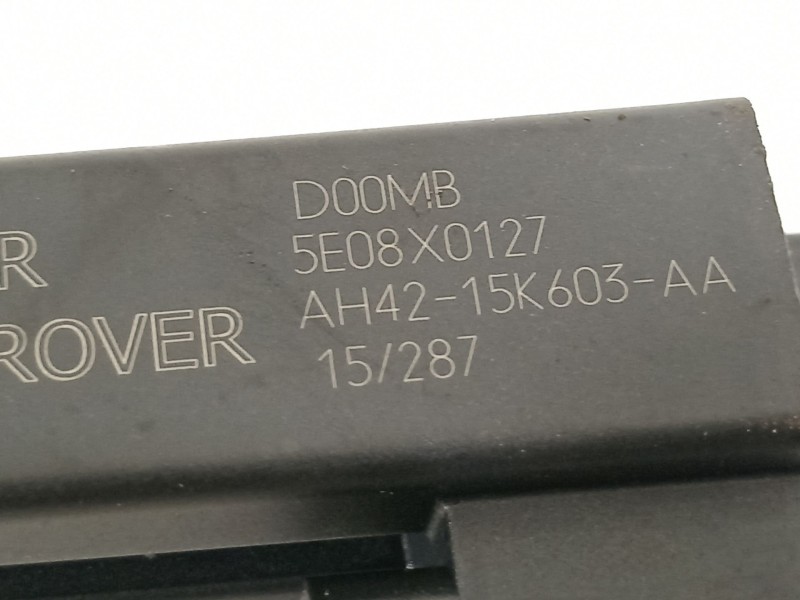 D00MB
5E08X0127
R
AH42-15K603-AA
ROVER
15/287